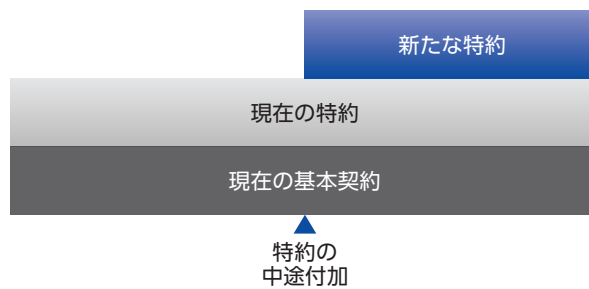 新たな特約
現在の特約
現在の基本契約
特約の
中途付加